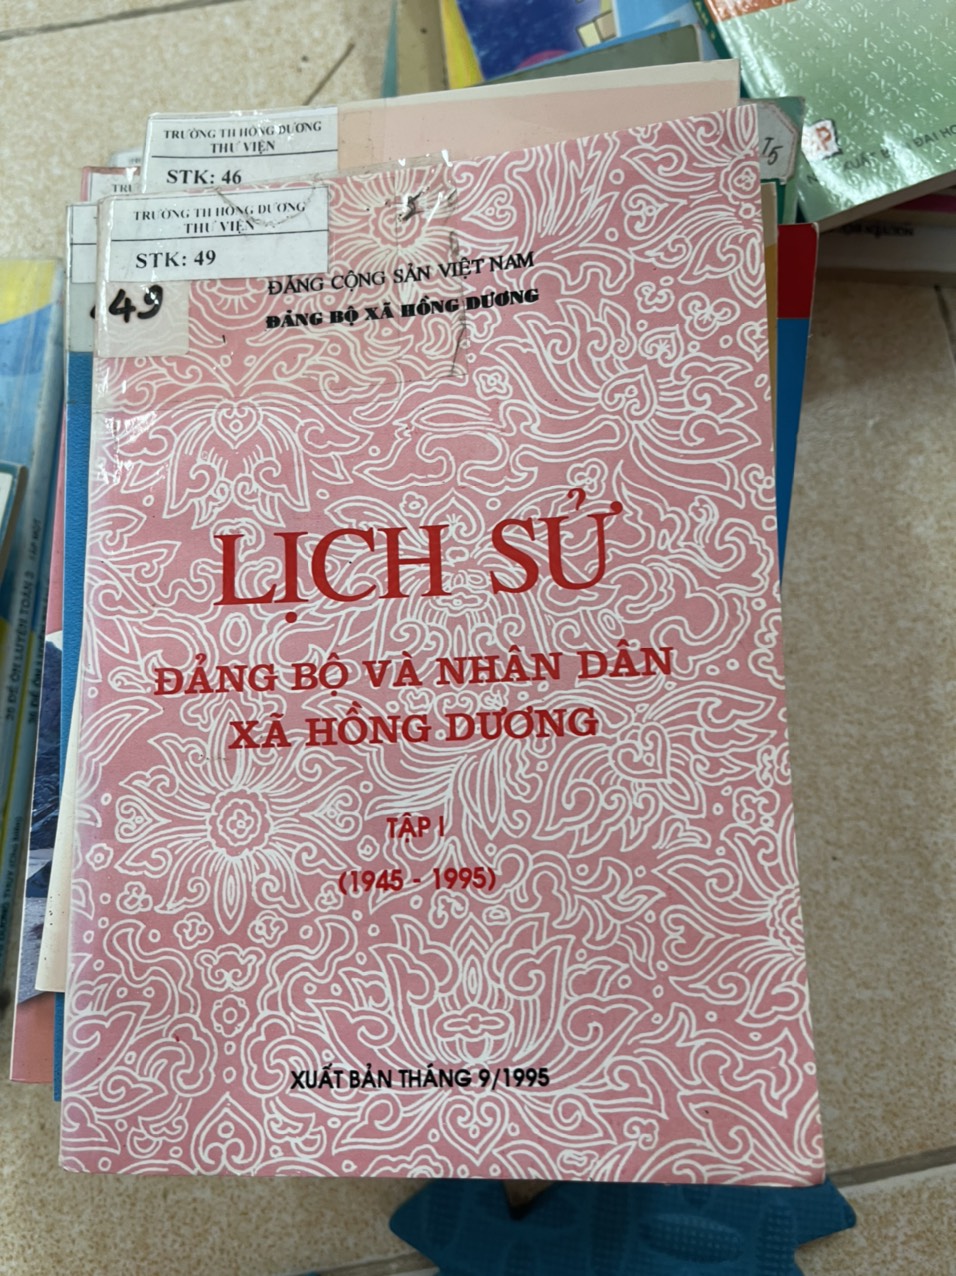 TRƯỜNG TH HỒNG DƯƠNG
THƯ VIỆN
STK: 46
TRƯỜNG TH HỒNG DƯƠNG
THƯ VIỆN
STK: 49
49
5
T5
ĐẢNG CỘNG SẢN VIỆT NAM
ĐẢNG BỘ XÃ HỒNG DƯƠNG
LỊCH SỬ
ĐẢNG BỘ VÀ NHÂN DÂN
XÃ HỒNG DƯƠNG
TẬP I
(1945 - 1995)
XUẤT BẢN THÁNG 9/1995